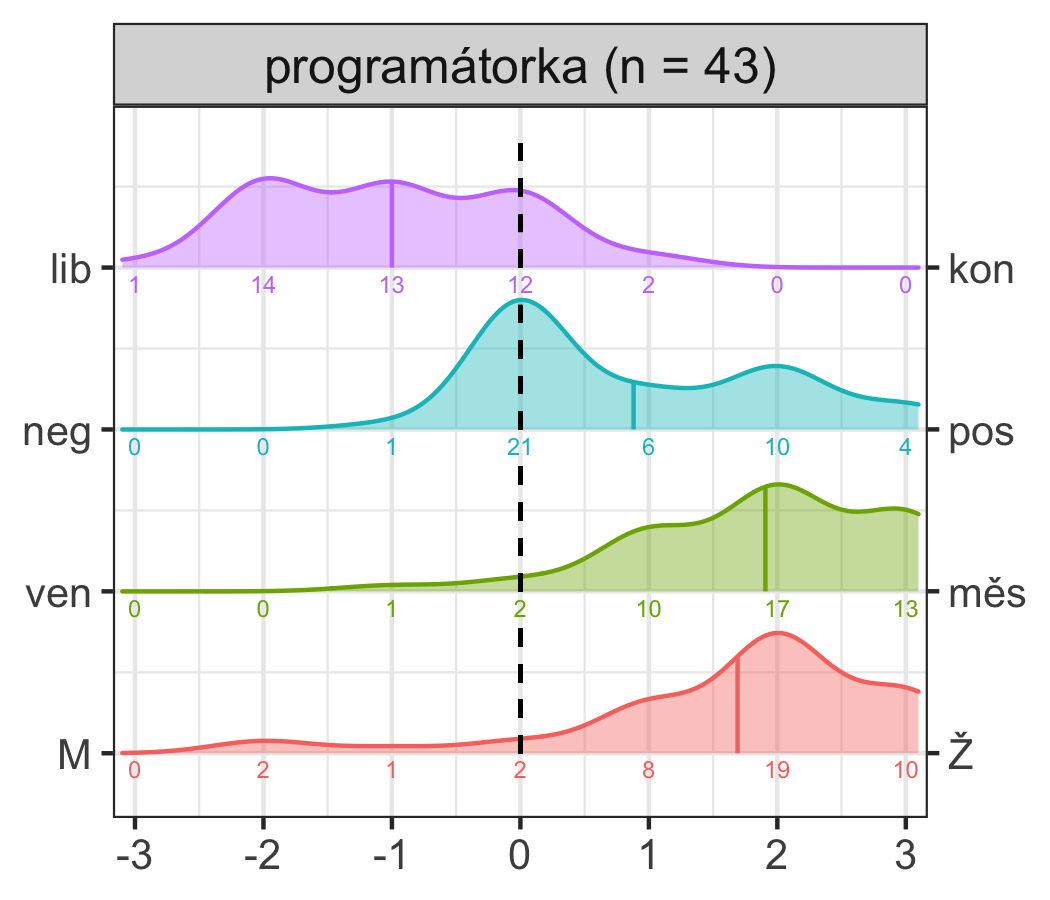 programátorka (n = 43)
lib kon
1 14 13 12 2 0 0
neg pos
0 0 1 21 6 10 4
ven měs
0 0 1 2 10 17 13
M Ž
0 2 1 2 8 19 10
-3 -2 -1 0 1 2 3